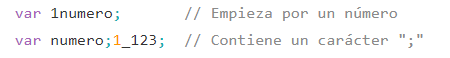 var 1numero;       // Empieza por un número
var numero;1_123;  // Contiene un carácter ";"